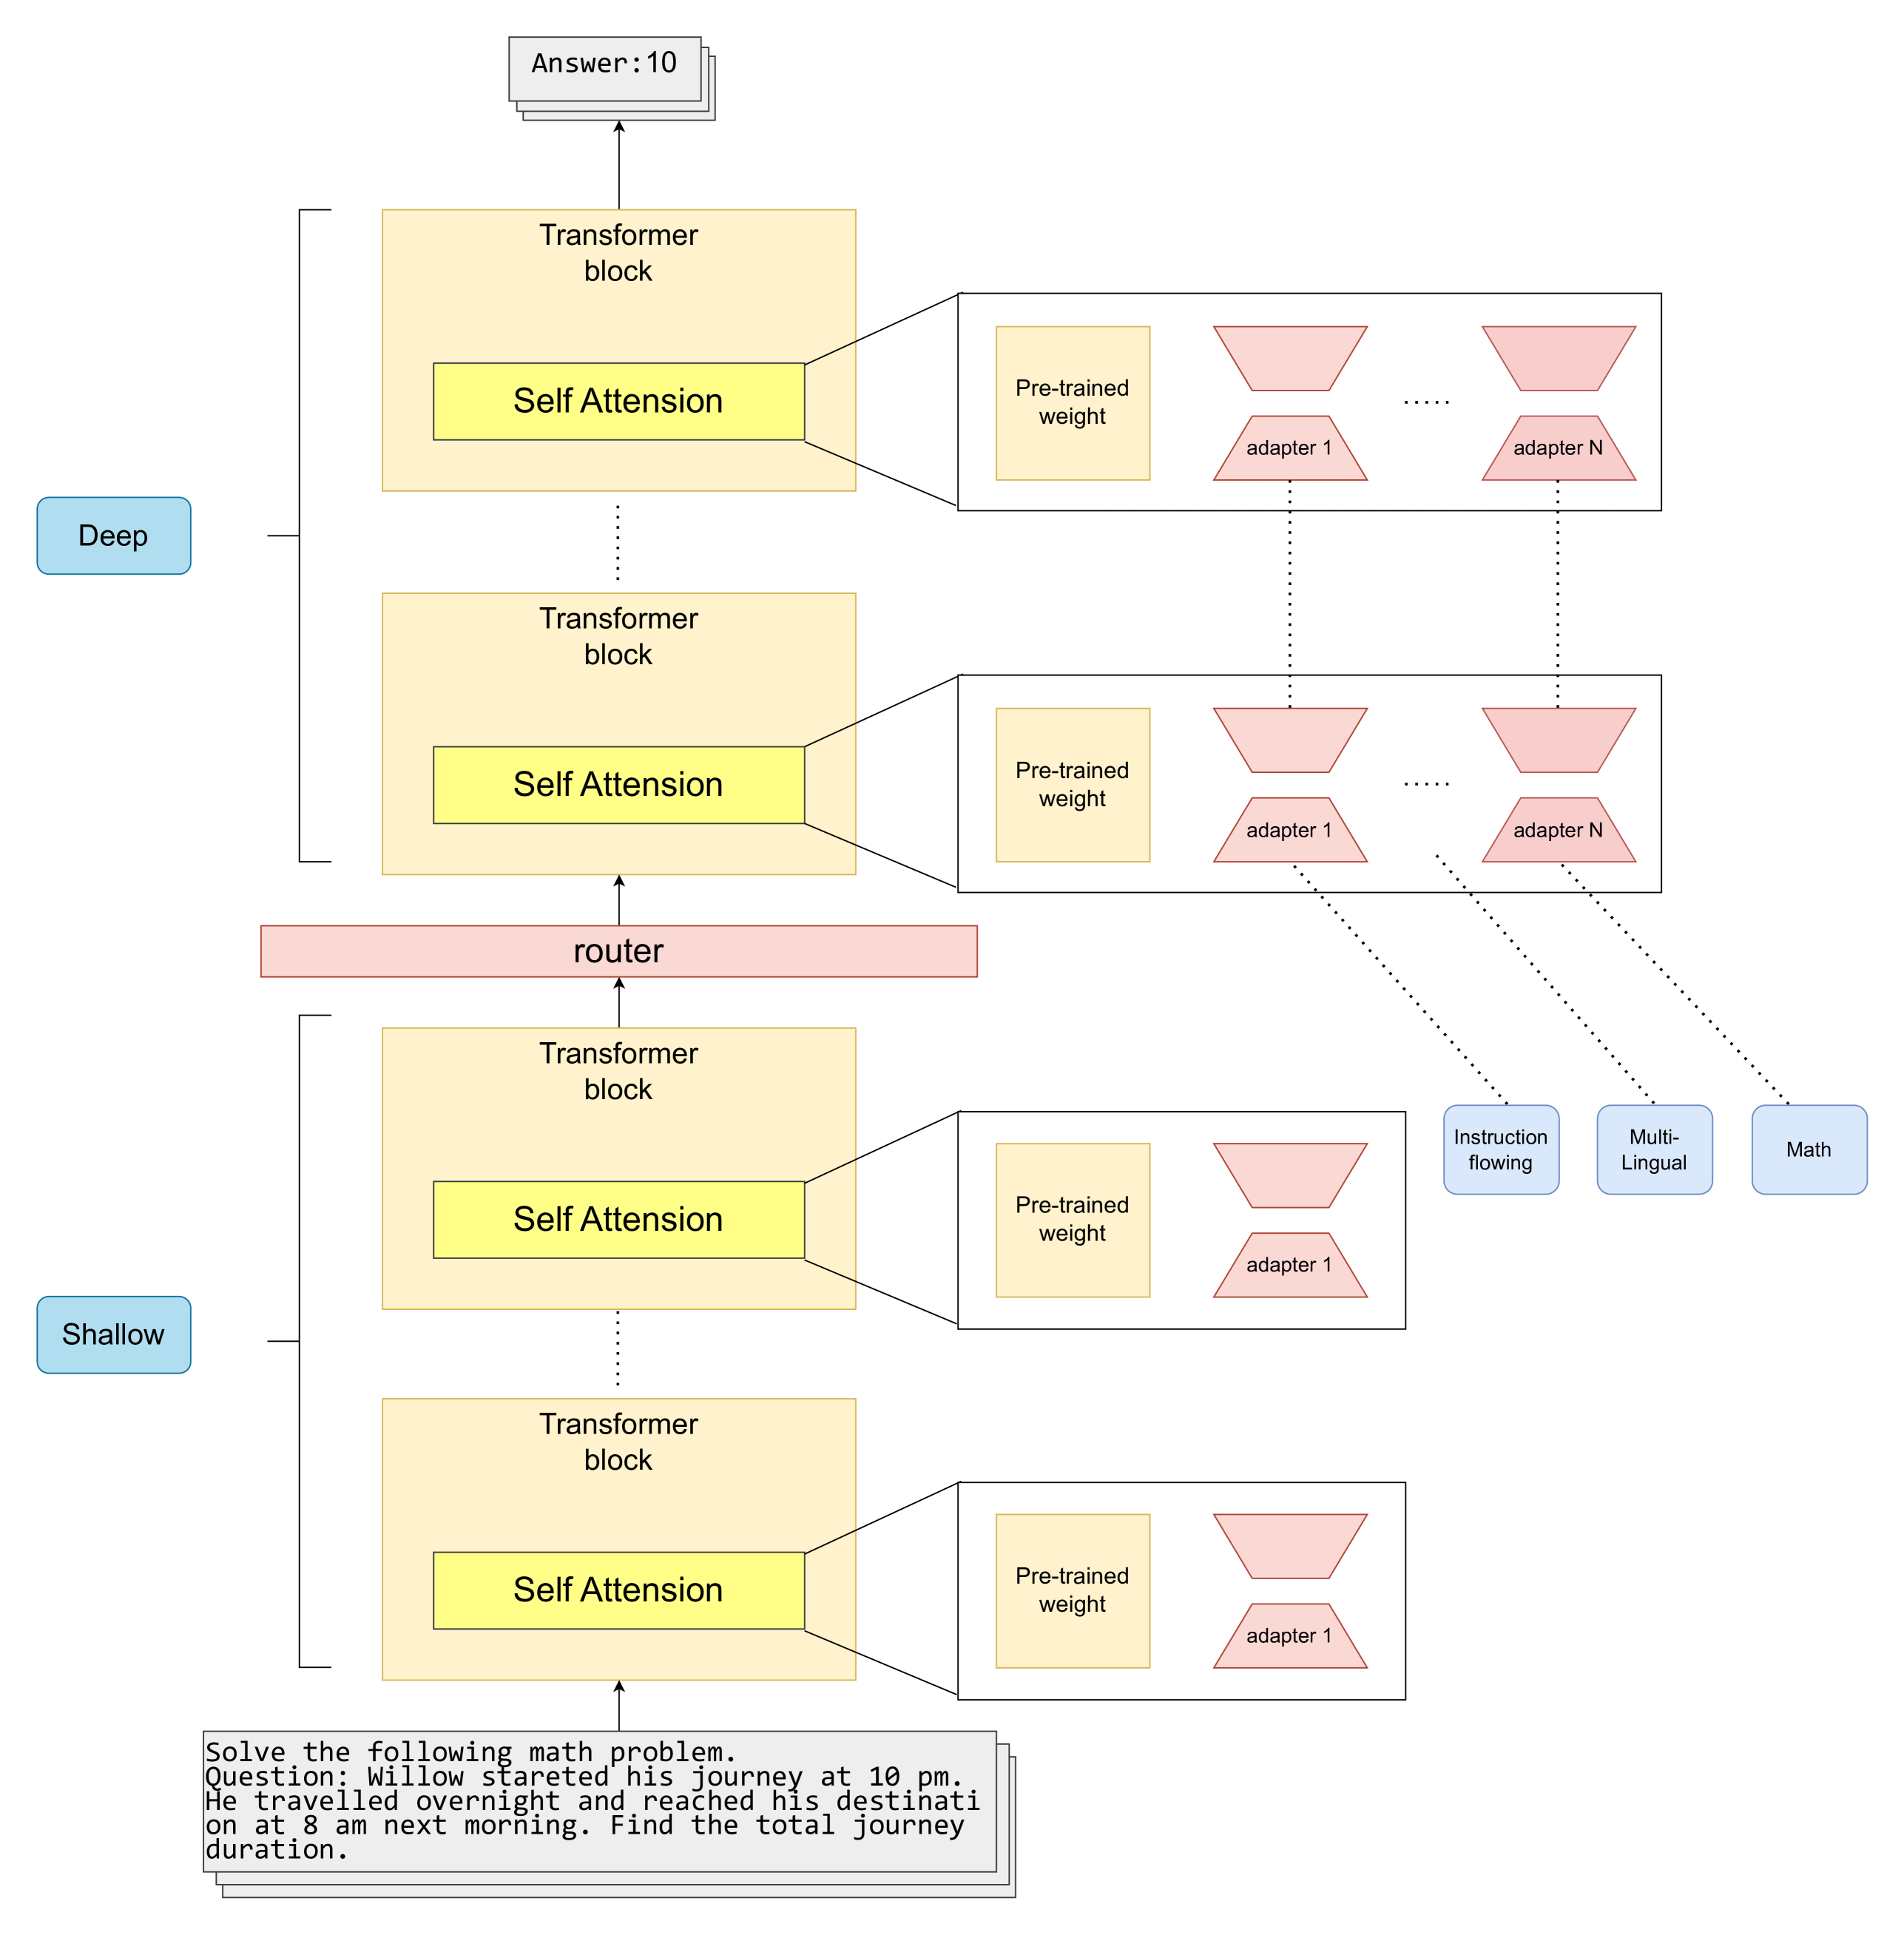 Answer:10
Transformer
block
Self Attension
Pre-trained
weight
adapter 1
adapter N
Deep
Transformer
block
Self Attension
Pre-trained
weight
adapter 1
adapter N
router
Transformer
block
Self Attension
Pre-trained
weight
adapter 1
Instruction
flowing
Multi-
Lingual
Math
Shallow
Transformer
block
Self Attension
Pre-trained
weight
adapter 1
Solve the following math problem.
Question: Willow stareted his journey at 10 pm.
He travelled overnight and reached his destinati
on at 8 am next morning. Find the total journey
duration.